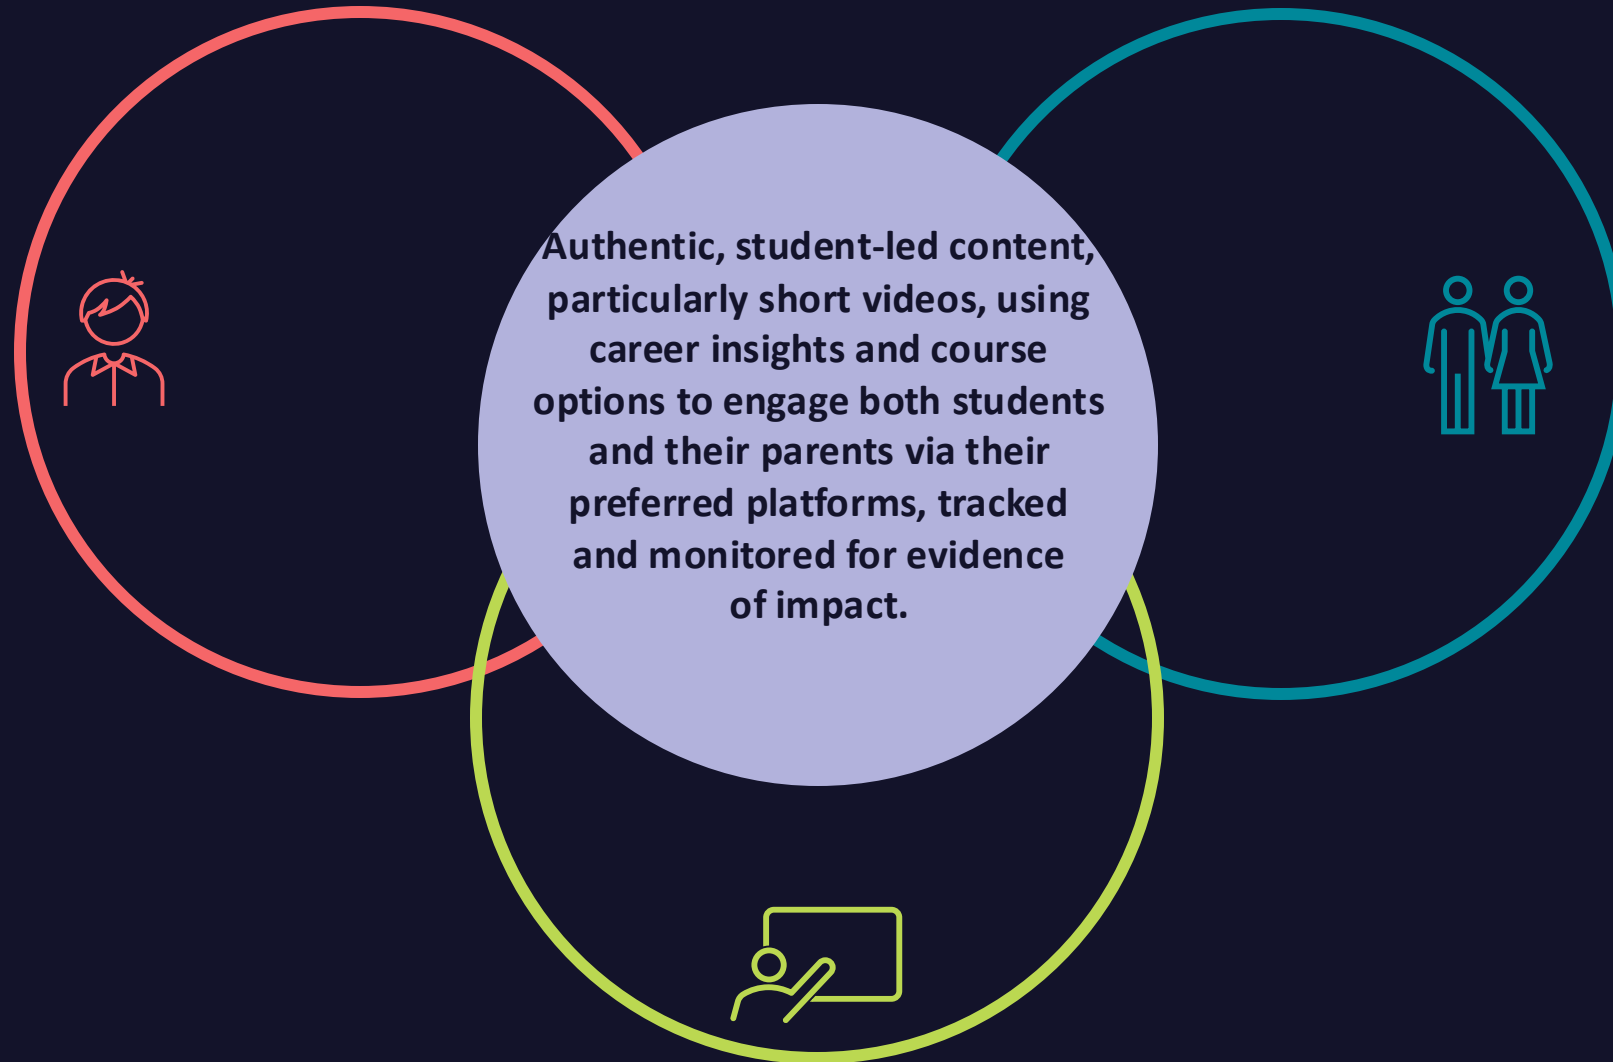 Authentic, student-led content,
particularly short videos, using
career insights and course
options to engage both students
and their parents via their
preferred platforms, tracked
and monitored for evidence
of impact.